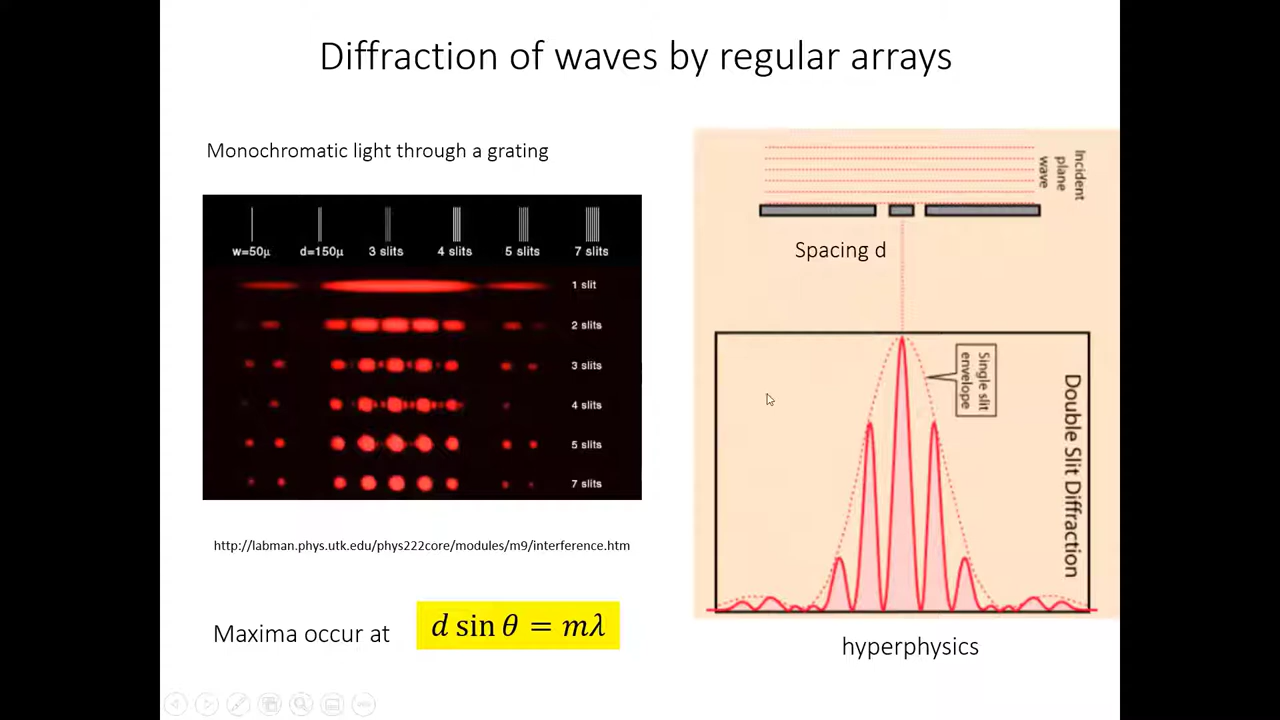 Diffraction of waves by regular arrays
Monochromatic light through a grating
w=50μ d=150μ 3 slits 4 slits 5 slits 7 slits
1 slit
2 slits
3 slits
4 slits
5 slits
7 slits
http://labman.phys.utk.edu/phys222core/modules/m9/interference.htm
Maxima occur at d sin θ = mλ
Incident
plane
wave
Spacing d
Single slit
envelope
Double Slit Diffraction
hyperphysics